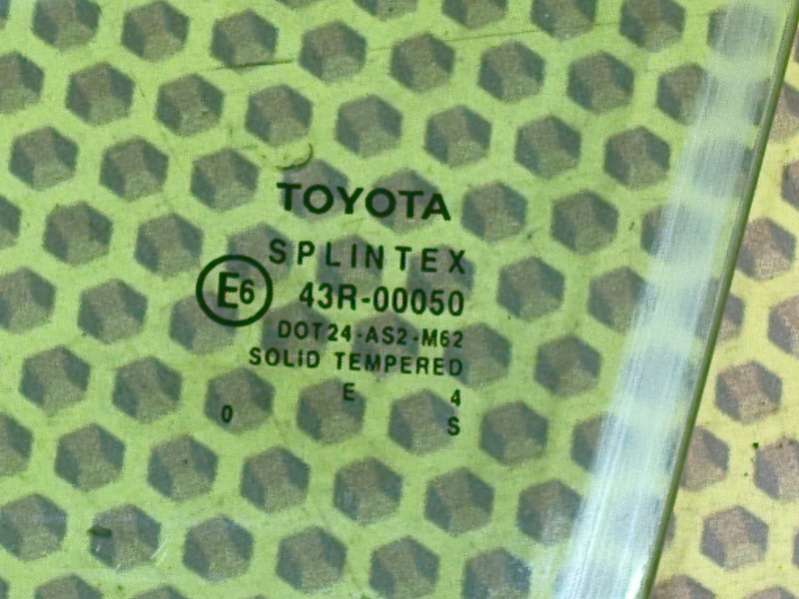 TOYOTA
SPLINTEX
E6 43R-00050
DOT24-AS2-M62
SOLID TEMPERED
E 4
0 S